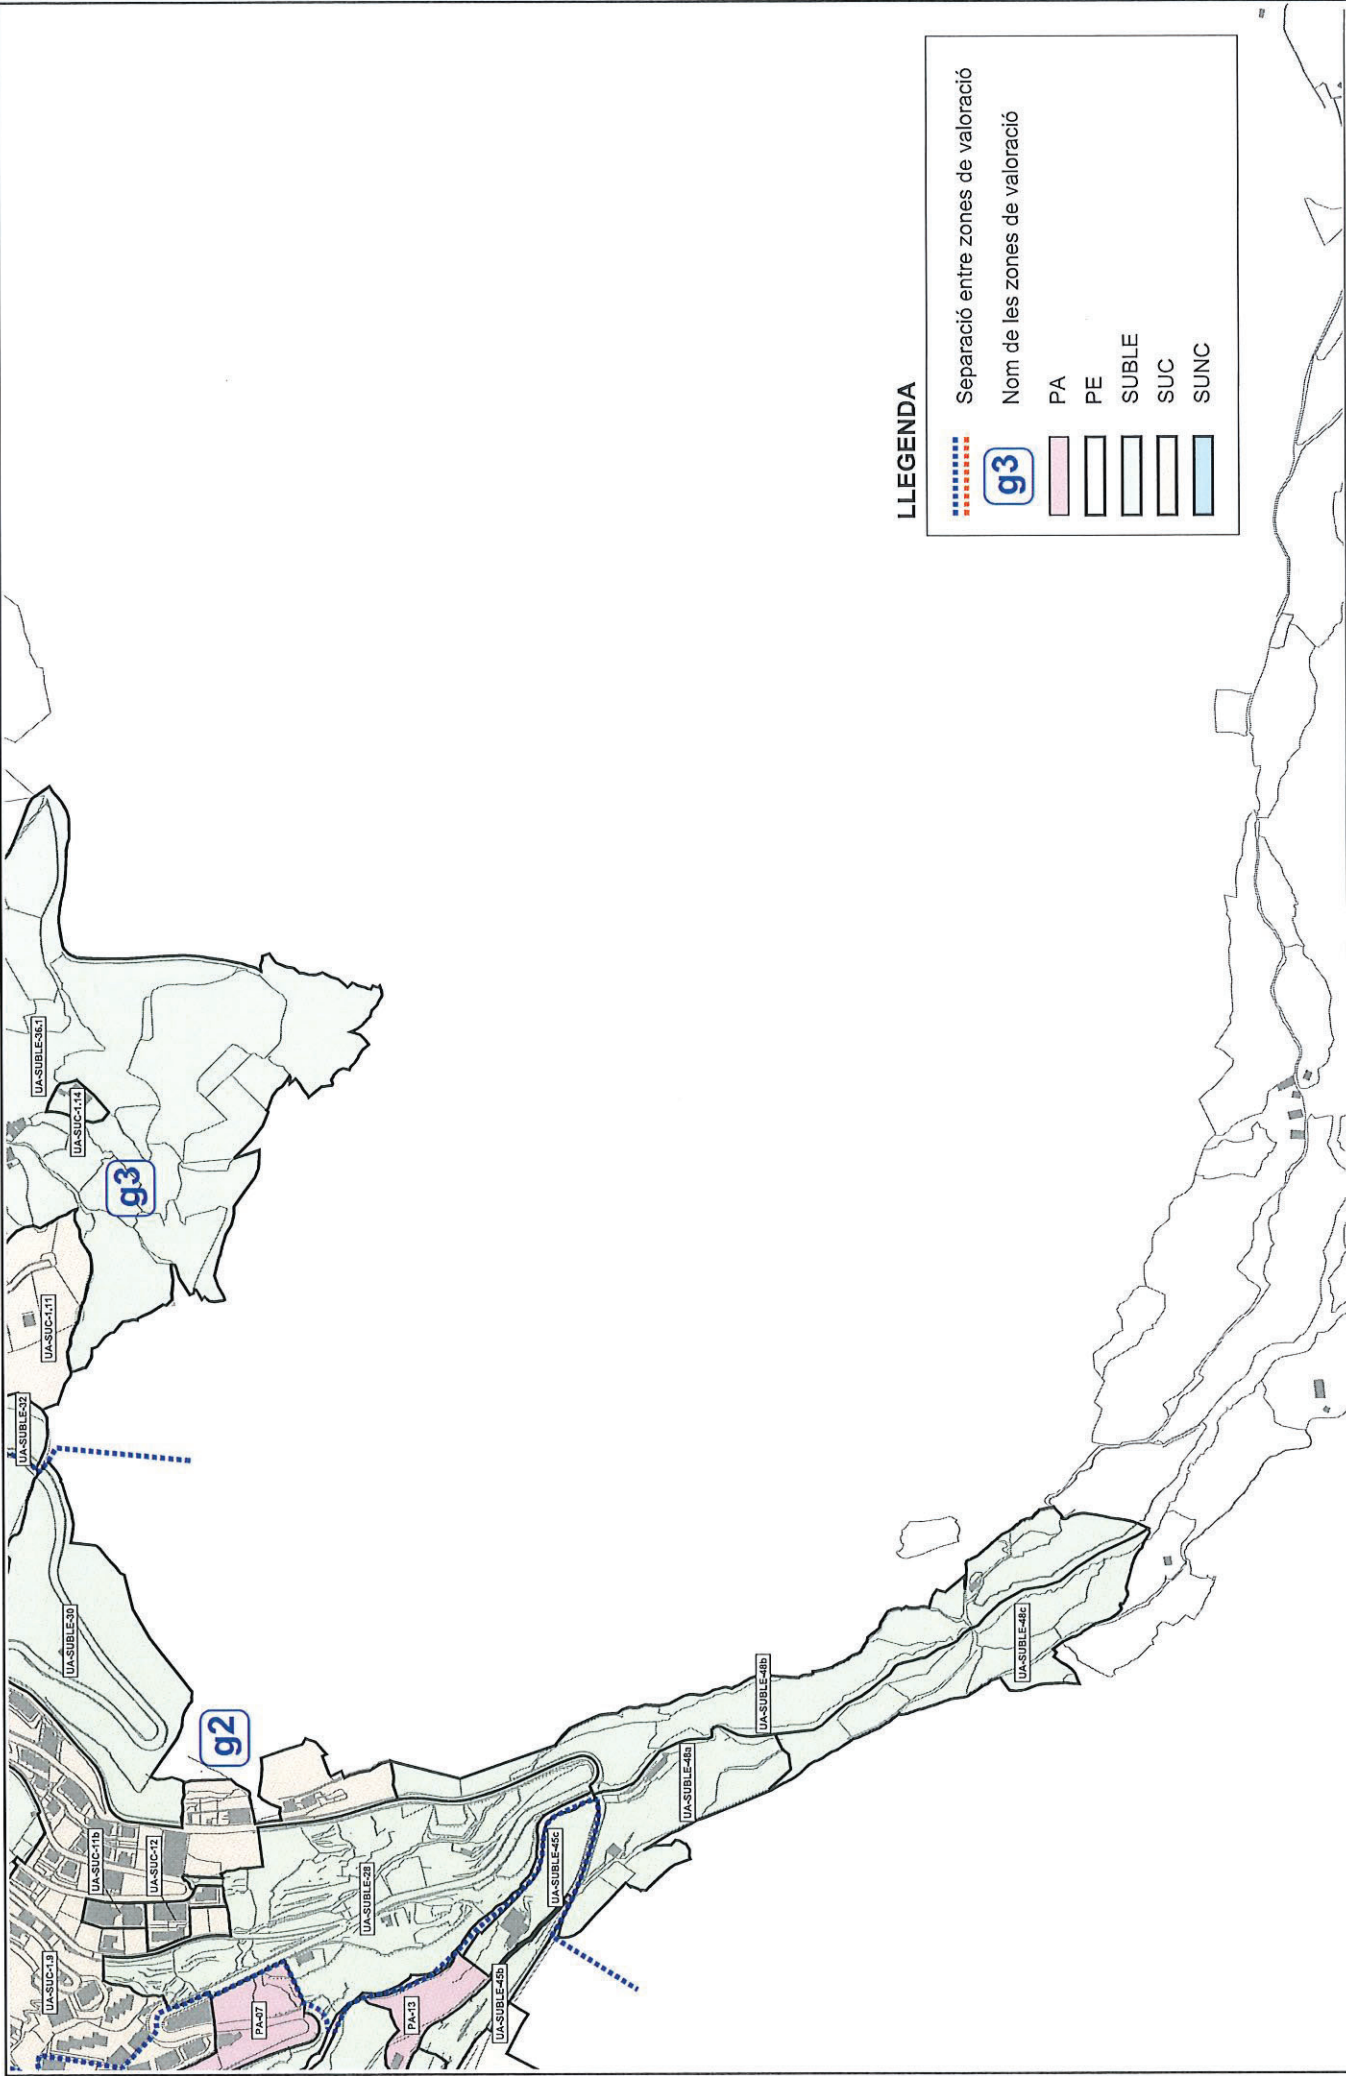 UA-SUC-1.9
UA-SUC-11b
UA-SUC-12
UA-SUBLE-30
UA-SUBLE-32
UA-SUC-1.11
UA-SUC-1.14
UA-SUBLE-36.1
g3
g2
PA-07
UA-SUBLE-28
PA-13
UA-SUBLE-45b
UA-SUBLE-45c
UA-SUBLE-48a
UA-SUBLE-48b
UA-SUBLE-48c
LLEGENDA
Separació entre zones de valoració
g3 Nom de les zones de valoració
PA
PE
SUBLE
SUC
SUNC